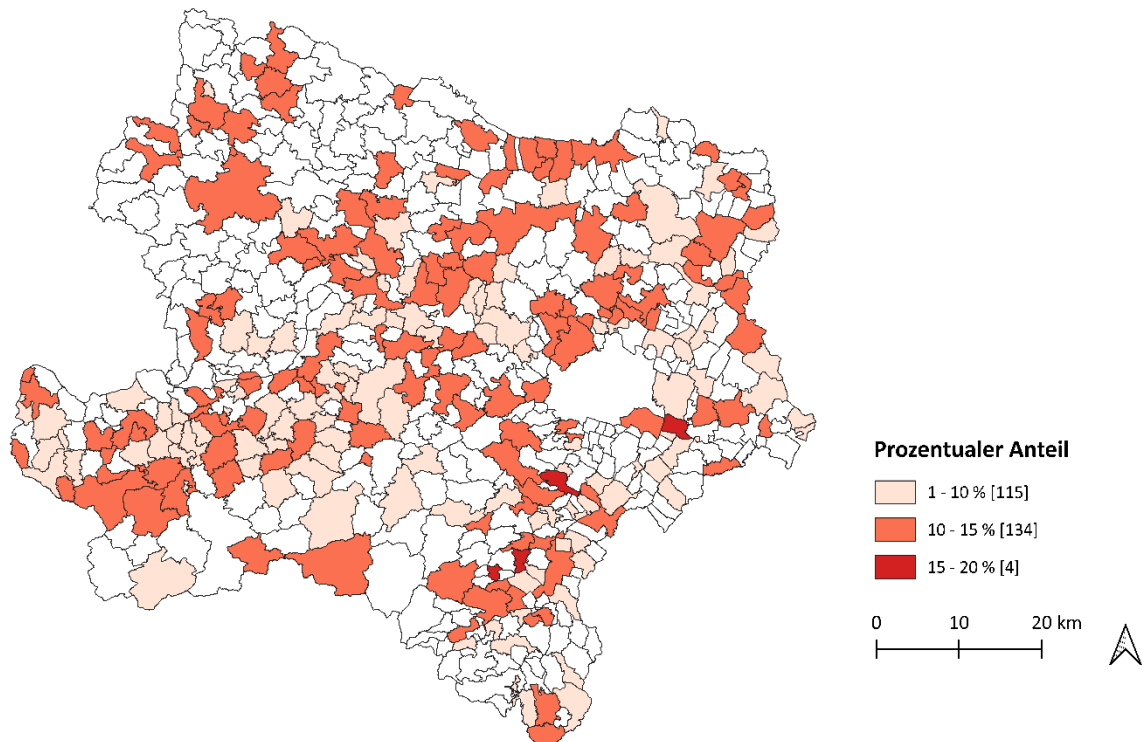 Prozentualer Anteil
1 - 10 % [115]
10 - 15 % [134]
15 - 20 % [4]
0 10 20 km